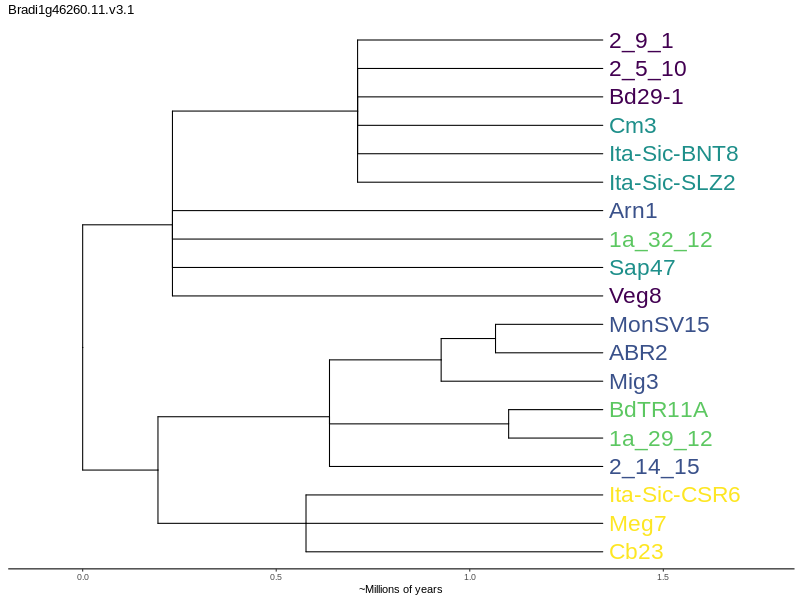 Bradi1g46260.11.v3.1
2_9_1
2_5_10
Bd29-1
Cm3
Ita-Sic-BNT8
Ita-Sic-SLZ2
Arn1
1a_32_12
Sap47
Veg8
MonSV15
ABR2
Mig3
BdTR11A
1a_29_12
2_14_15
Ita-Sic-CSR6
Meg7
Cb23
0.0 0.5 1.0 1.5
~Millions of years